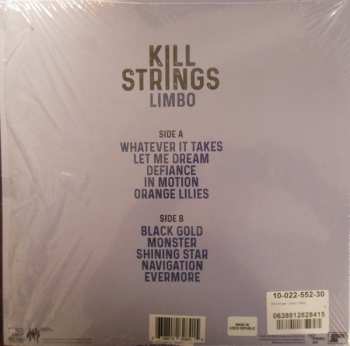 KILL
STRINGS
LIMBO
SIDE A
WHATEVER IT TAKES
LET ME DREAM
DEFIANCE
IN MOTION
ORANGE LILIES
SIDE B
BLACK GOLD
MONSTER
SHINING STAR
NAVIGATION
EVERMORE
10-022-552-30
0638812828415
MADE IN
CZECH REPUBLIC